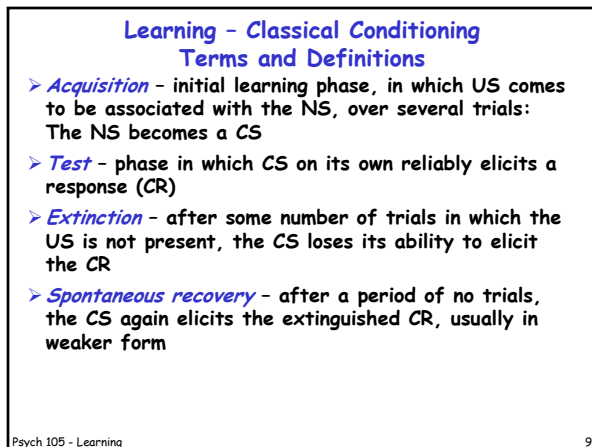 Learning – Classical Conditioning
Terms and Definitions
➢ Acquisition – initial learning phase, in which US comes
to be associated with the NS, over several trials:
The NS becomes a CS
➢ Test – phase in which CS on its own reliably elicits a
response (CR)
➢ Extinction – after some number of trials in which the
US is not present, the CS loses its ability to elicit
the CR
➢ Spontaneous recovery – after a period of no trials,
the CS again elicits the extinguished CR, usually in
weaker form
Psych 105 - Learning 9